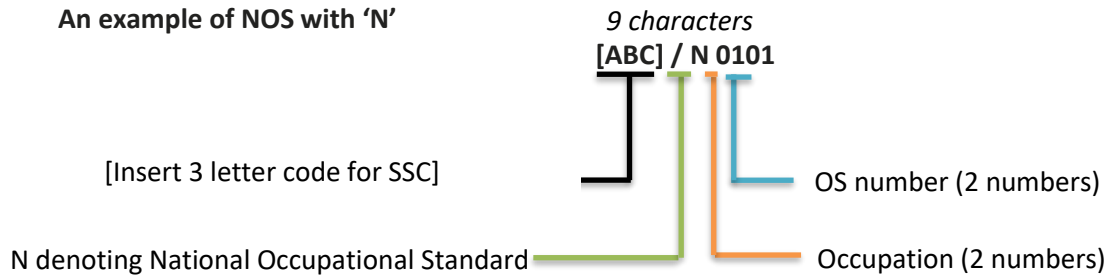 An example of NOS with ‘N’
9 characters
[ABC] / N 0101
[Insert 3 letter code for SSC]
OS number (2 numbers)
N denoting National Occupational Standard
Occupation (2 numbers)